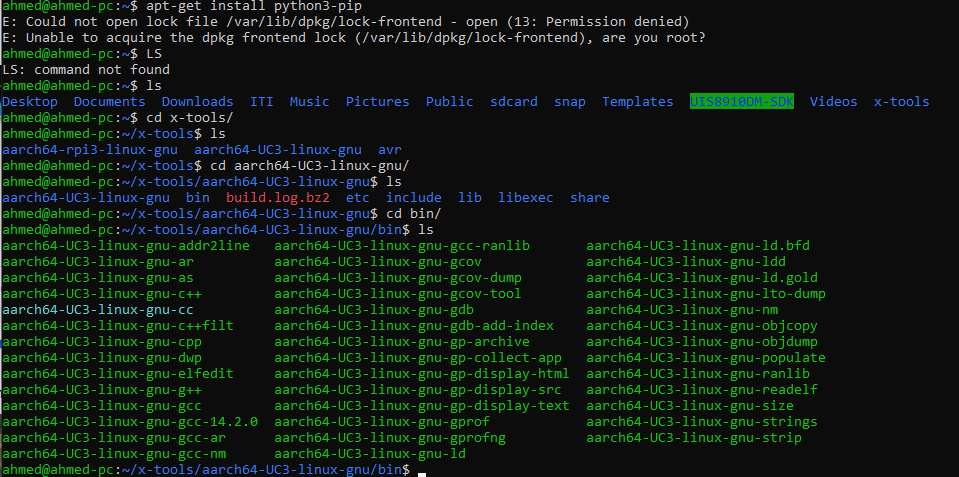 ahmed@ahmed-pc:~$ apt-get install python3-pip
E: Could not open lock file /var/lib/dpkg/lock-frontend - open (13: Permission denied)
E: Unable to acquire the dpkg frontend lock (/var/lib/dpkg/lock-frontend), are you root?
ahmed@ahmed-pc:~$ LS
LS: command not found
ahmed@ahmed-pc:~$ ls
Desktop  Documents  Downloads  ITI  Music  Pictures  Public  sdcard  snap  Templates  UIS8910DM-SDK  Videos  x-tools
ahmed@ahmed-pc:~$ cd x-tools/
ahmed@ahmed-pc:~/x-tools$ ls
aarch64-rpi3-linux-gnu  aarch64-UC3-linux-gnu  avr
ahmed@ahmed-pc:~/x-tools$ cd aarch64-UC3-linux-gnu/
ahmed@ahmed-pc:~/x-tools/aarch64-UC3-linux-gnu$ ls
aarch64-UC3-linux-gnu  bin  build.log.bz2  etc  include  lib  libexec  share
ahmed@ahmed-pc:~/x-tools/aarch64-UC3-linux-gnu$ cd bin/
ahmed@ahmed-pc:~/x-tools/aarch64-UC3-linux-gnu/bin$ ls
aarch64-UC3-linux-gnu-addr2line  aarch64-UC3-linux-gnu-gcc-ranlib  aarch64-UC3-linux-gnu-ld.bfd
aarch64-UC3-linux-gnu-ar  aarch64-UC3-linux-gnu-gcov  aarch64-UC3-linux-gnu-ldd
aarch64-UC3-linux-gnu-as  aarch64-UC3-linux-gnu-gcov-dump  aarch64-UC3-linux-gnu-ld.gold
aarch64-UC3-linux-gnu-c++  aarch64-UC3-linux-gnu-gcov-tool  aarch64-UC3-linux-gnu-lto-dump
aarch64-UC3-linux-gnu-cc  aarch64-UC3-linux-gnu-gdb  aarch64-UC3-linux-gnu-nm
aarch64-UC3-linux-gnu-c++filt  aarch64-UC3-linux-gnu-gdb-add-index  aarch64-UC3-linux-gnu-objcopy
aarch64-UC3-linux-gnu-cpp  aarch64-UC3-linux-gnu-gp-archive  aarch64-UC3-linux-gnu-objdump
aarch64-UC3-linux-gnu-dwp  aarch64-UC3-linux-gnu-gp-collect-app  aarch64-UC3-linux-gnu-populate
aarch64-UC3-linux-gnu-elfedit  aarch64-UC3-linux-gnu-gp-display-html  aarch64-UC3-linux-gnu-ranlib
aarch64-UC3-linux-gnu-g++  aarch64-UC3-linux-gnu-gp-display-src  aarch64-UC3-linux-gnu-readelf
aarch64-UC3-linux-gnu-gcc  aarch64-UC3-linux-gnu-gp-display-text  aarch64-UC3-linux-gnu-size
aarch64-UC3-linux-gnu-gcc-14.2.0  aarch64-UC3-linux-gnu-gprof  aarch64-UC3-linux-gnu-strings
aarch64-UC3-linux-gnu-gcc-ar  aarch64-UC3-linux-gnu-gprofng  aarch64-UC3-linux-gnu-strip
aarch64-UC3-linux-gnu-gcc-nm  aarch64-UC3-linux-gnu-ld
ahmed@ahmed-pc:~/x-tools/aarch64-UC3-linux-gnu/bin$